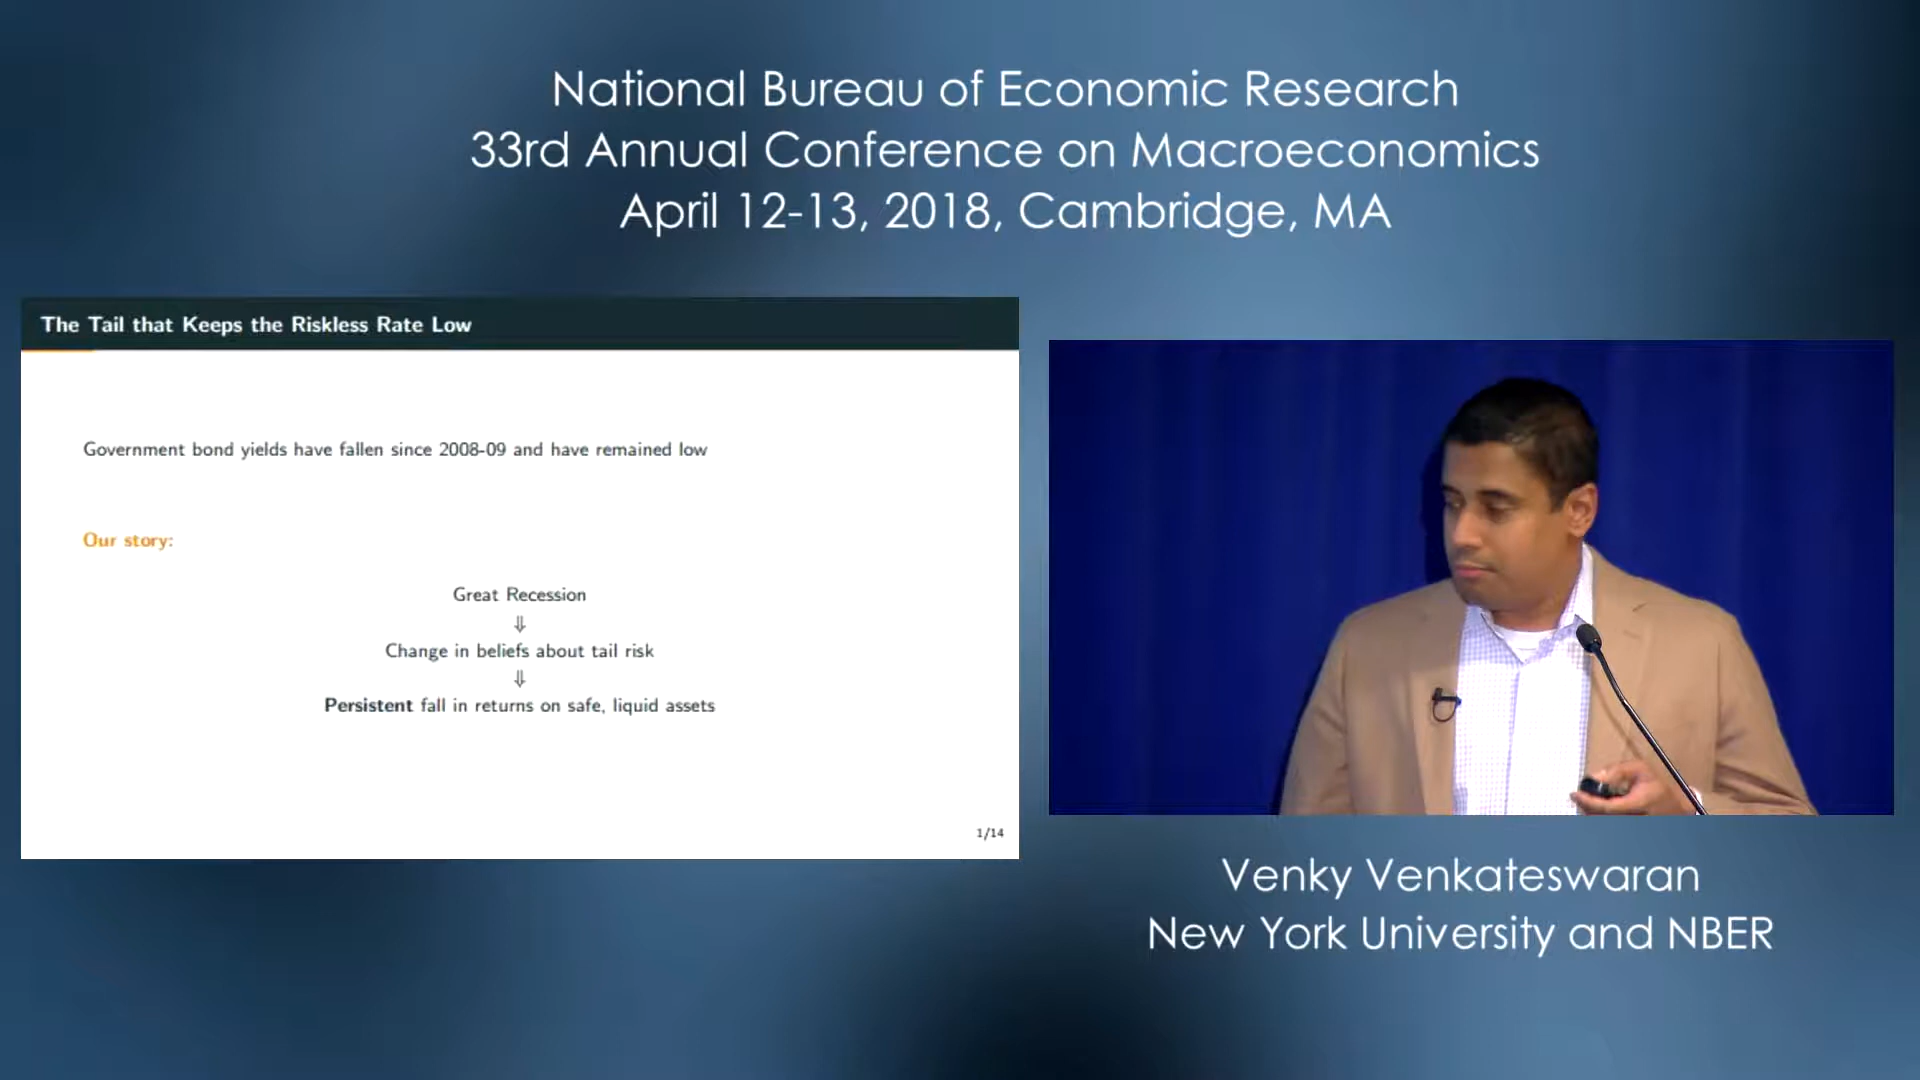 National Bureau of Economic Research
33rd Annual Conference on Macroeconomics
April 12-13, 2018, Cambridge, MA
The Tail that Keeps the Riskless Rate Low
Government bond yields have fallen since 2008-09 and have remained low
Our story:
Great Recession
⇓
Change in beliefs about tail risk
⇓
Persistent fall in returns on safe, liquid assets
1/14
Venky Venkateswaran
New York University and NBER